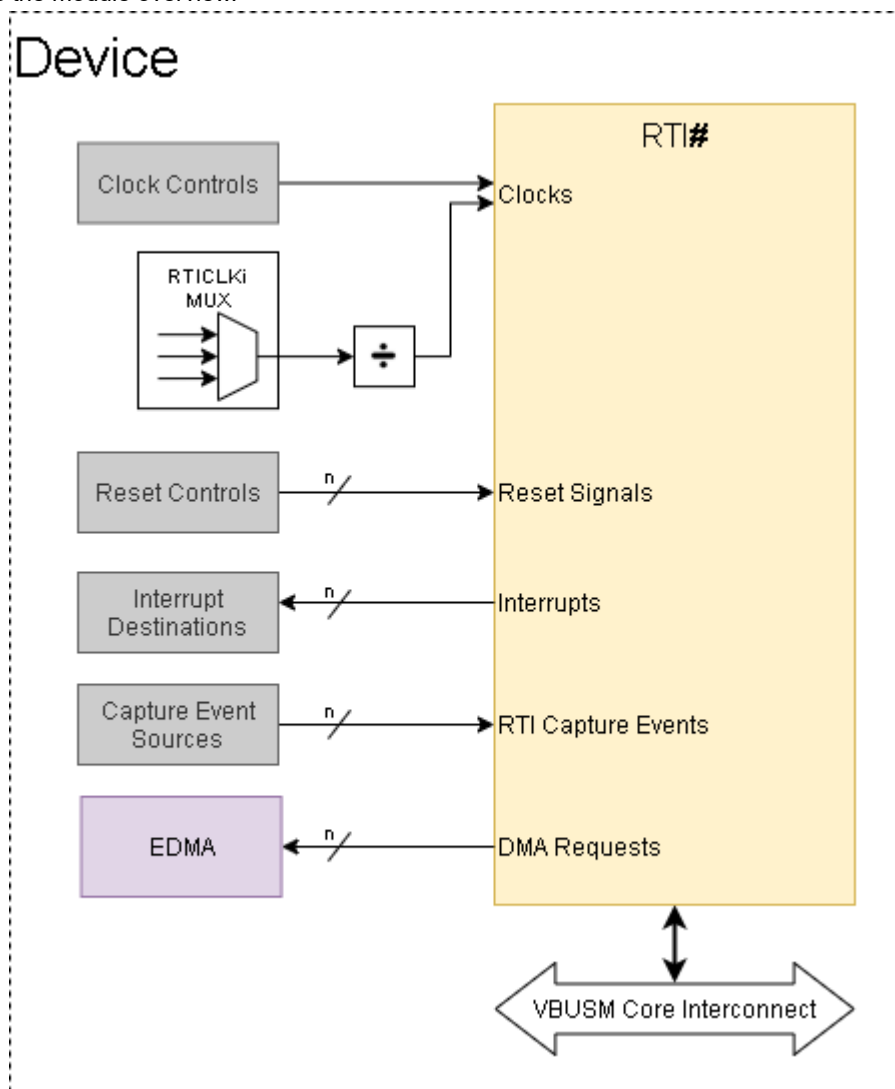 Device
RTI#
Clock Controls
Clocks
RTICLKi
MUX
÷
Reset Controls
n
Reset Signals
Interrupt
Destinations
n
Interrupts
Capture Event
Sources
n
RTI Capture Events
EDMA
n
DMA Requests
VBUSM Core Interconnect